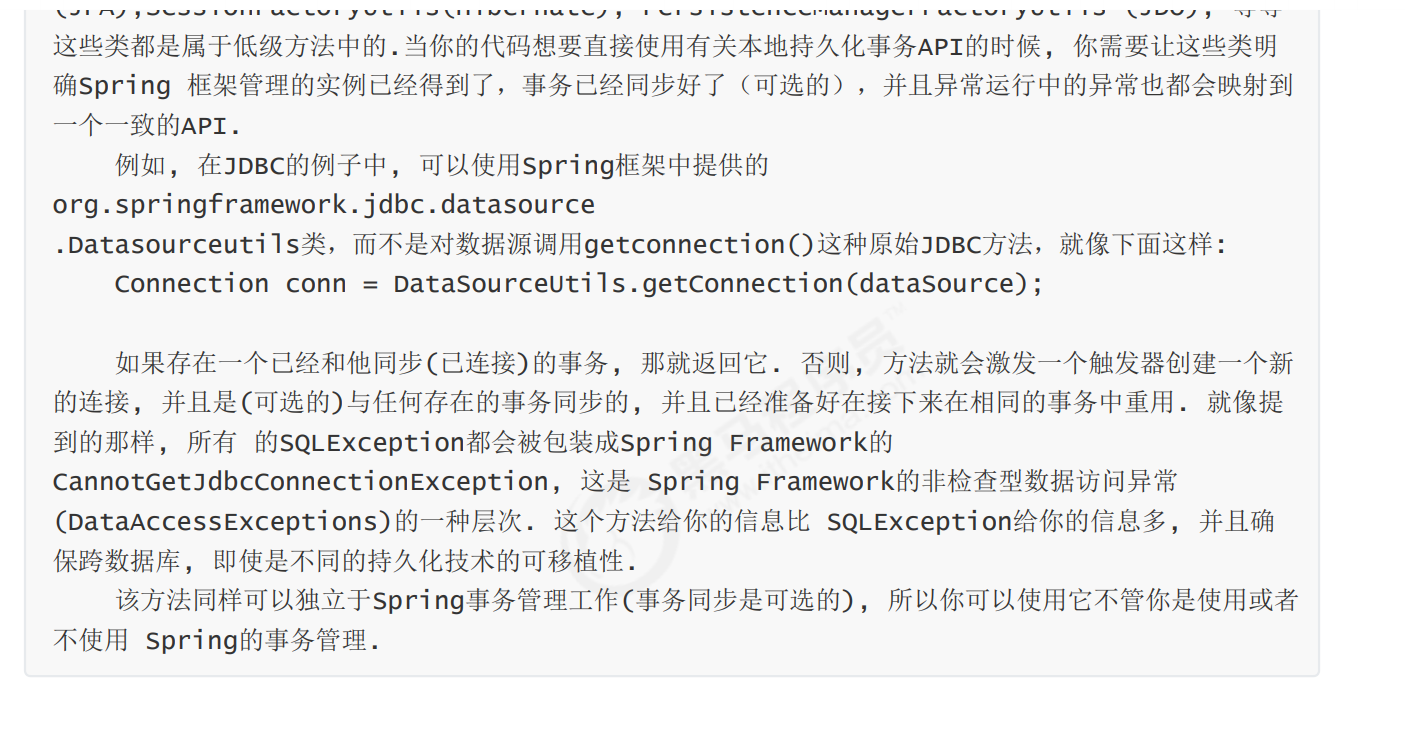 (JPA),SessionFactoryUtils(Hibernate), PersistenceManagerFactoryUtils (JDO), 等等
这些类都是属于低级方法中的.当你的代码想要直接使用有关本地持久化事务API的时候, 你需要让这些类明
确Spring 框架管理的实例已经得到了，事务已经同步好了（可选的），并且异常运行中的异常也都会映射到
一个一致的API.
例如, 在JDBC的例子中, 可以使用Spring框架中提供的
org.springframework.jdbc.datasource
.Datasourceutils类，而不是对数据源调用getconnection()这种原始JDBC方法，就像下面这样:
Connection conn = DataSourceUtils.getConnection(dataSource);
如果存在一个已经和他同步(已连接)的事务, 那就返回它. 否则, 方法就会激发一个触发器创建一个新
的连接, 并且是(可选的)与任何存在的事务同步的, 并且已经准备好在接下来在相同的事务中重用. 就像提
到的那样, 所有 的SQLException都会被包装成Spring Framework的
CannotGetJdbcConnectionException, 这是 Spring Framework的非检查型数据访问异常
(DataAccessExceptions)的一种层次. 这个方法给你的信息比 SQLException给你的信息多, 并且确
保跨数据库, 即使是不同的持久化技术的可移植性.
该方法同样可以独立于Spring事务管理工作(事务同步是可选的), 所以你可以使用它不管你是使用或者
不使用 Spring的事务管理.